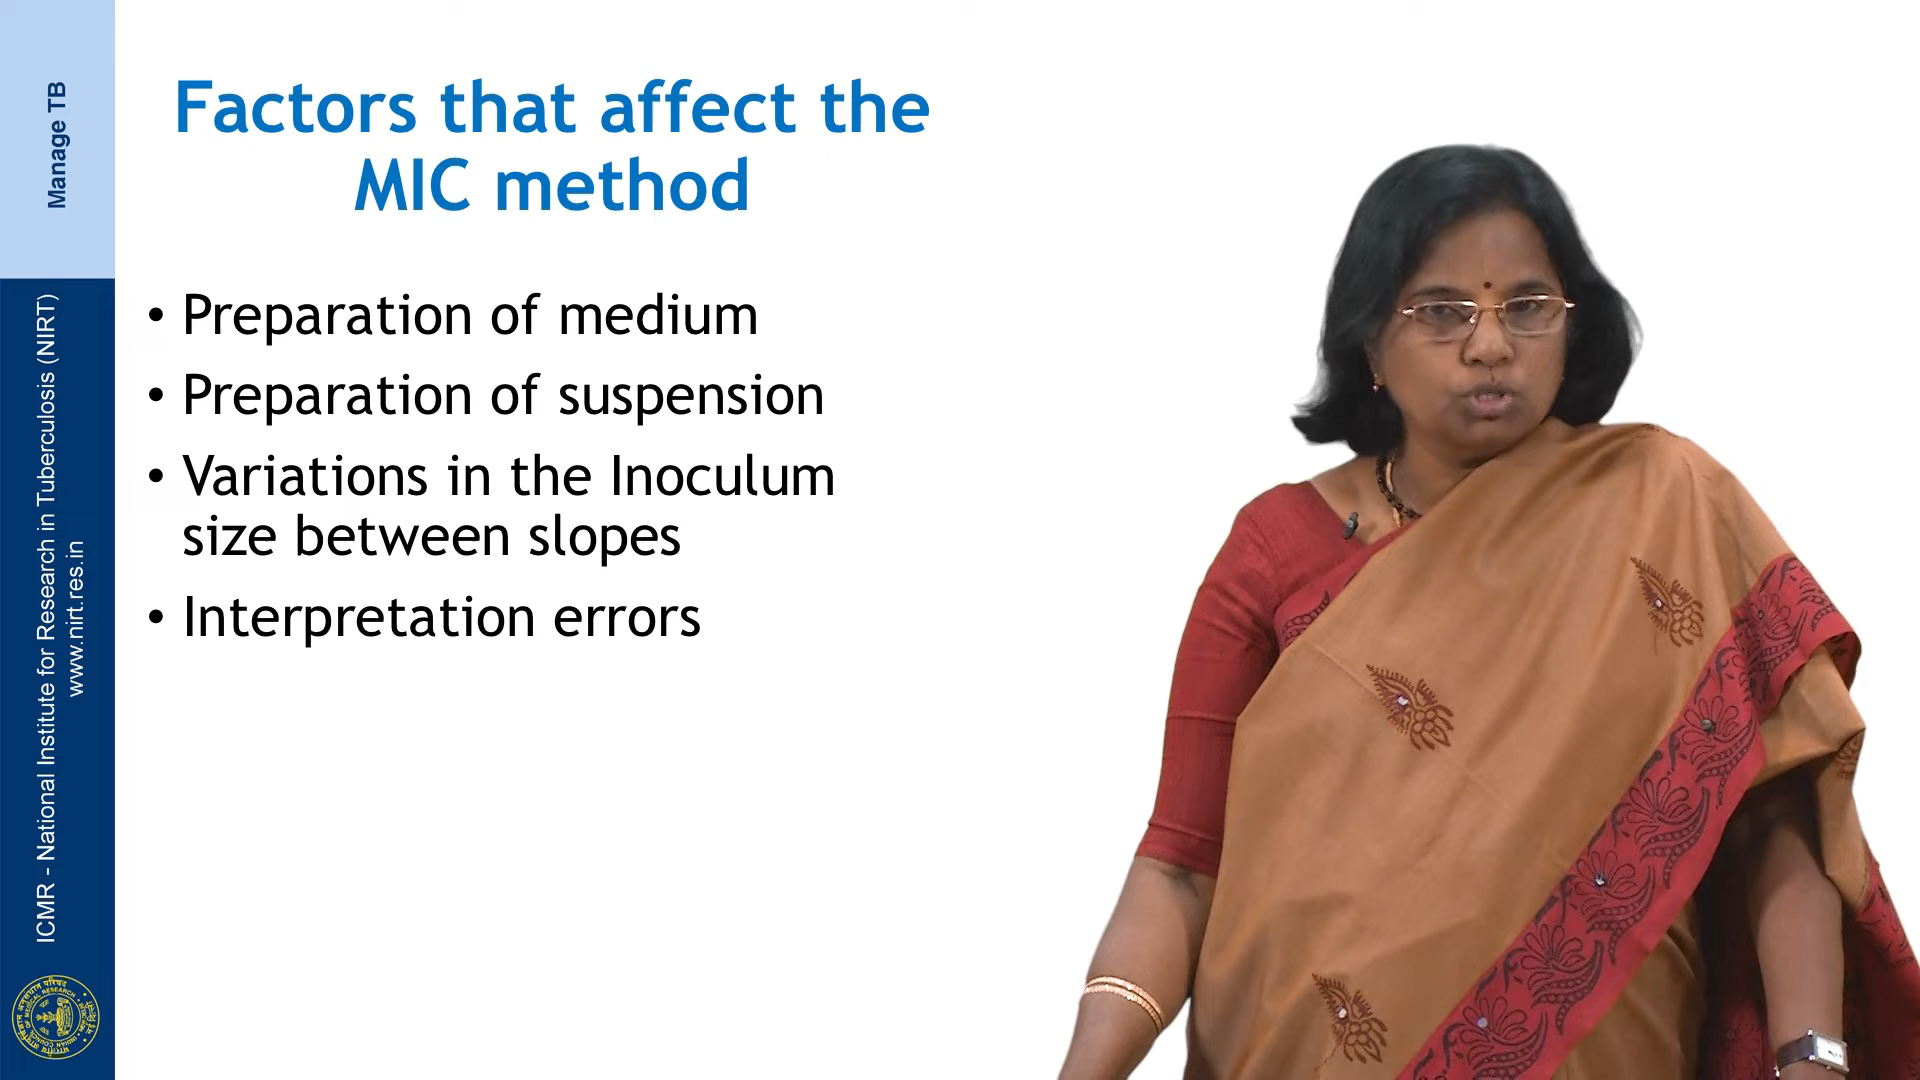 Manage TB
ICMR - National Institute for Research in Tuberculosis (NIRT)
www.nirt.res.in
Factors that affect the
MIC method
• Preparation of medium
• Preparation of suspension
• Variations in the Inoculum
size between slopes
• Interpretation errors